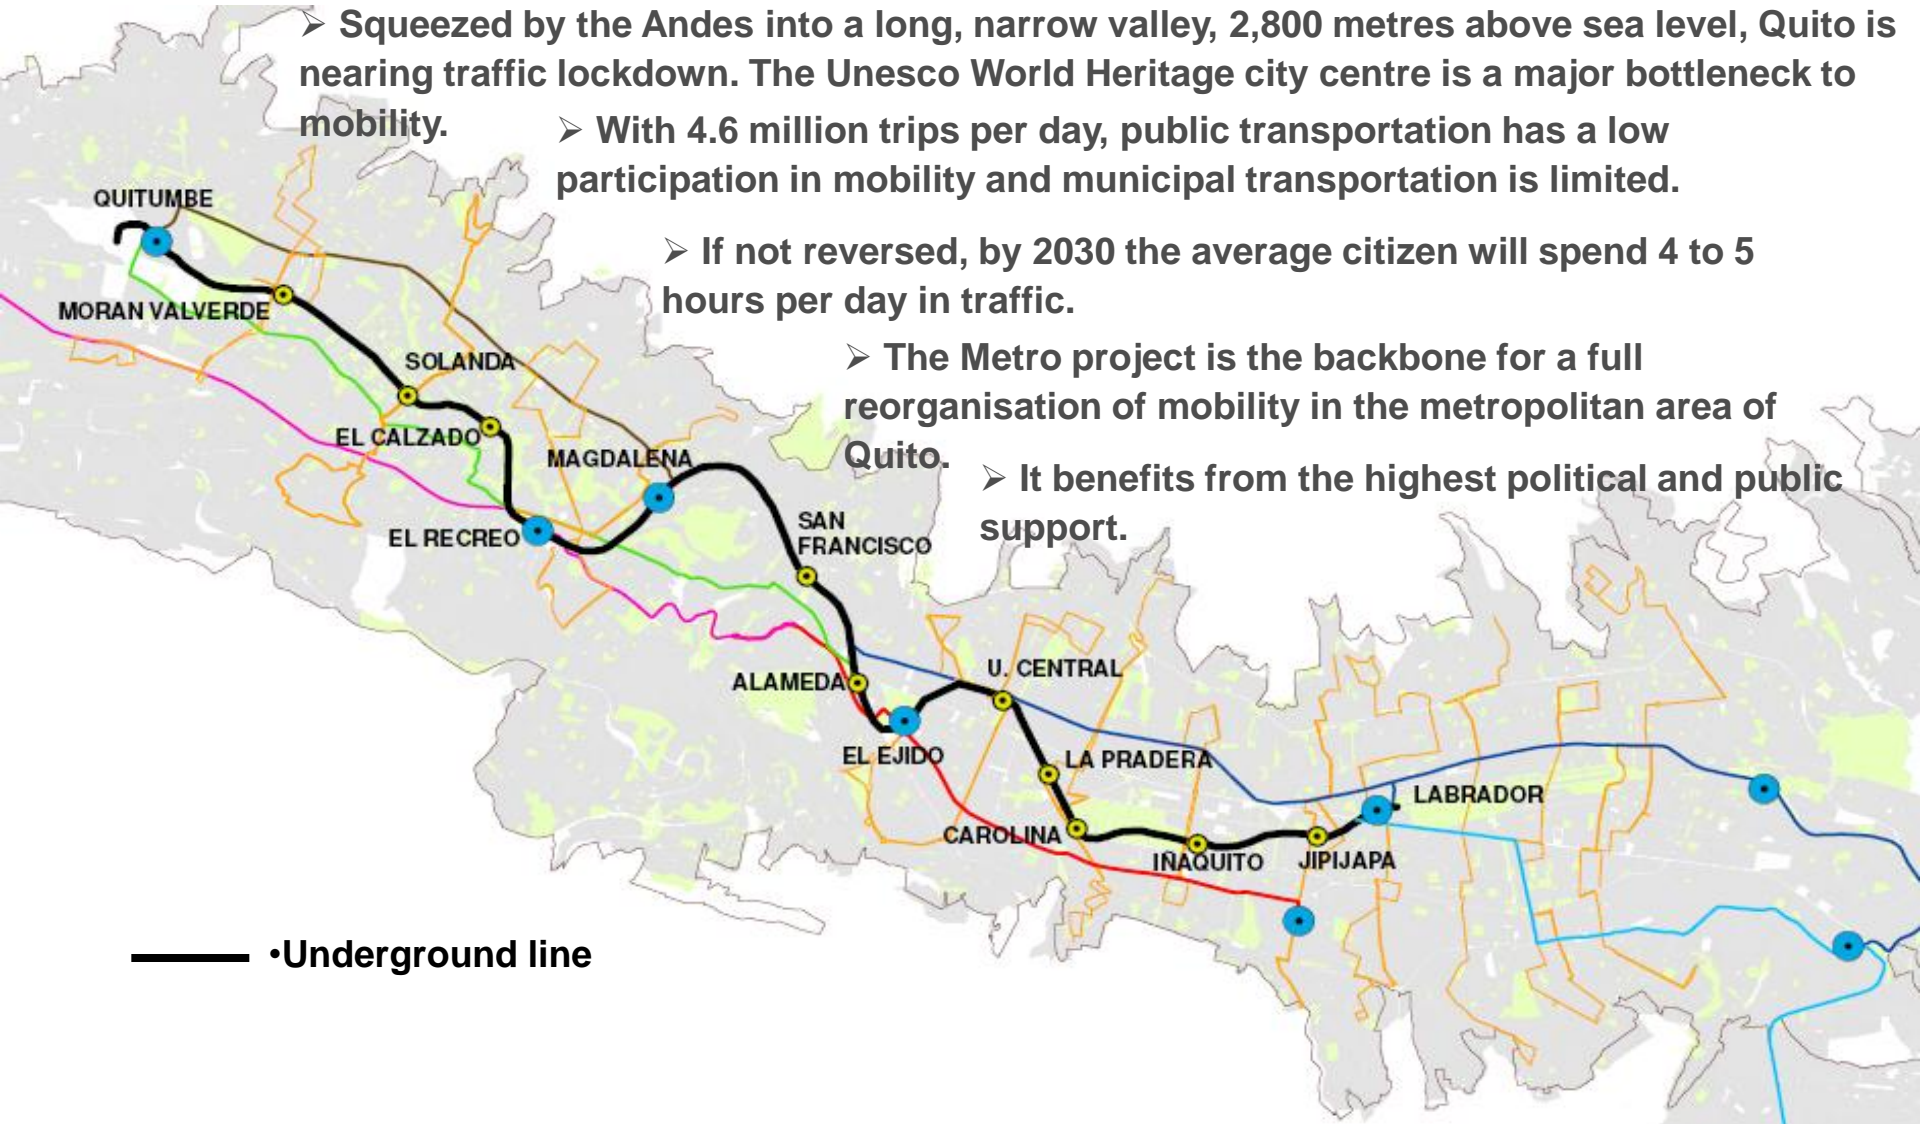 ➢ Squeezed by the Andes into a long, narrow valley, 2,800 metres above sea level, Quito is
nearing traffic lockdown. The Unesco World Heritage city centre is a major bottleneck to
mobility.
➢ With 4.6 million trips per day, public transportation has a low
participation in mobility and municipal transportation is limited.
➢ If not reversed, by 2030 the average citizen will spend 4 to 5
hours per day in traffic.
➢ The Metro project is the backbone for a full
reorganisation of mobility in the metropolitan area of
Quito.
➢ It benefits from the highest political and public
support.
QUITUMBE
MORAN VALVERDE
SOLANDA
EL CALZADO
MAGDALENA
EL RECREO
SAN
FRANCISCO
ALAMEDA
U. CENTRAL
EL EJIDO
LA PRADERA
CAROLINA
IÑAQUITO
JIPIJAPA
LABRADOR
•Underground line